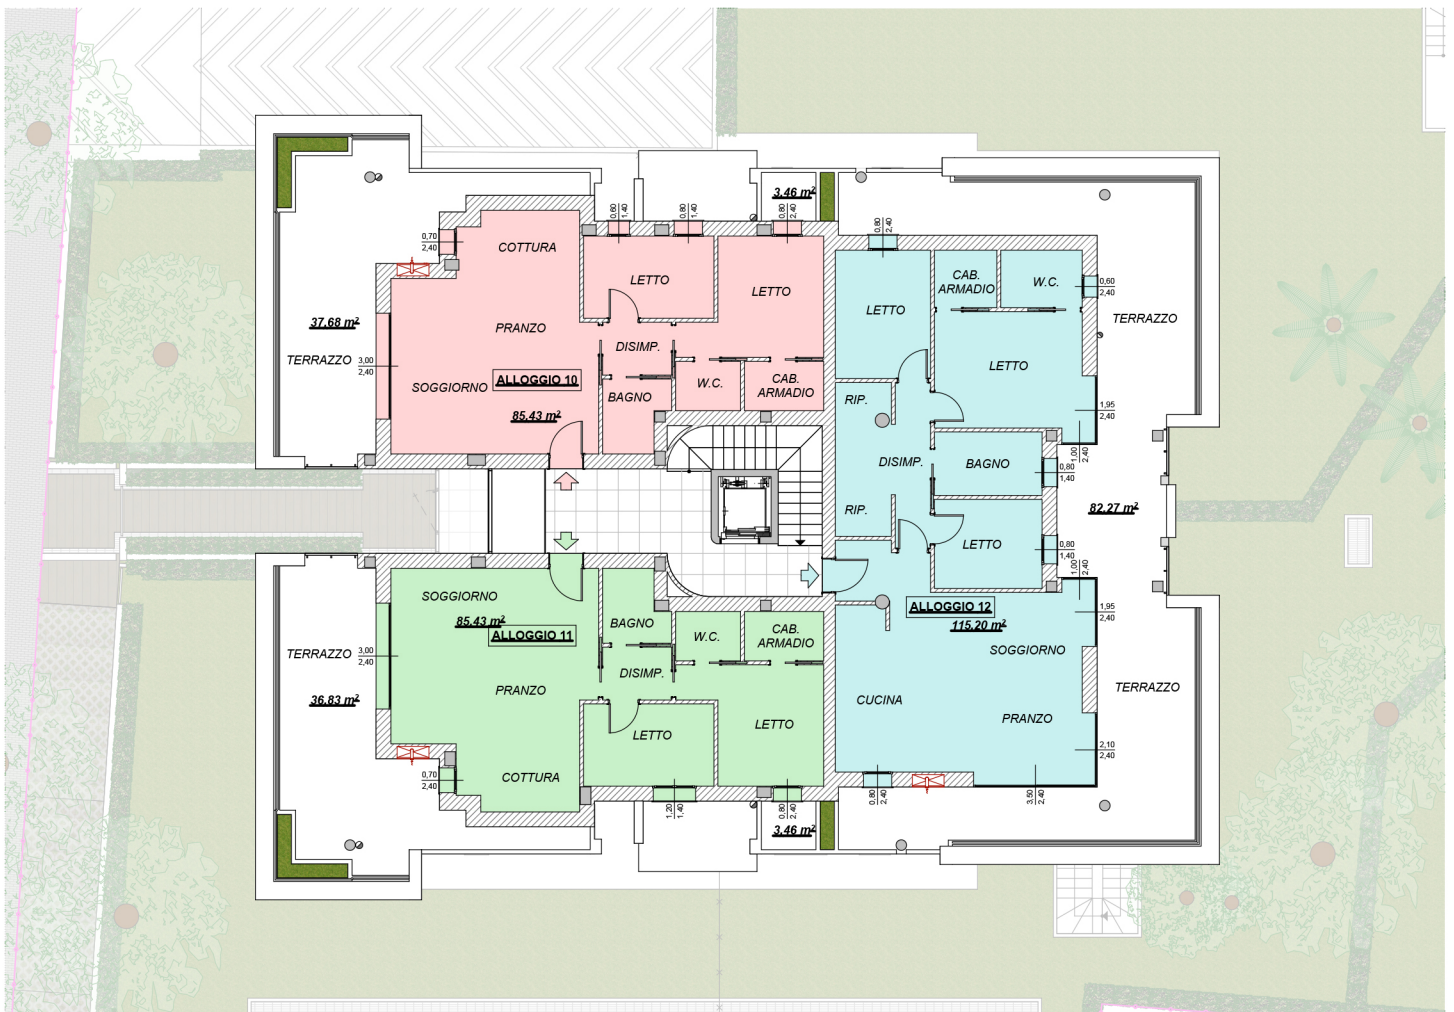 3.46 m²
0,60
1,40
0,80
1,40
0,80
2,40
0,80
2,40
0,70
2,40
COTTURA
LETTO
LETTO
LETTO
CAB.
ARMADIO
W.C.
0,60
2,40
TERRAZZO
37.68 m²
PRANZO
DISIMP.
TERRAZZO
3,00
2,40
SOGGIORNO
ALLOGGIO 10
85.43 m²
BAGNO
W.C.
CAB.
ARMADIO
LETTO
RIP.
1,95
2,40
1,00
2,40
DISIMP.
BAGNO
0,80
1,40
RIP.
82.27 m²
LETTO
0,80
1,40
1,00
2,40
SOGGIORNO
85.43 m²
ALLOGGIO 11
BAGNO
W.C.
CAB.
ARMADIO
ALLOGGIO 12
115.20 m²
1,95
2,40
TERRAZZO
3,00
2,40
DISIMP.
SOGGIORNO
36.83 m²
PRANZO
LETTO
LETTO
CUCINA
PRANZO
TERRAZZO
0,70
2,40
COTTURA
2,10
2,40
1,20
1,40
0,80
2,40
0,80
2,40
3,50
2,40
3.46 m²